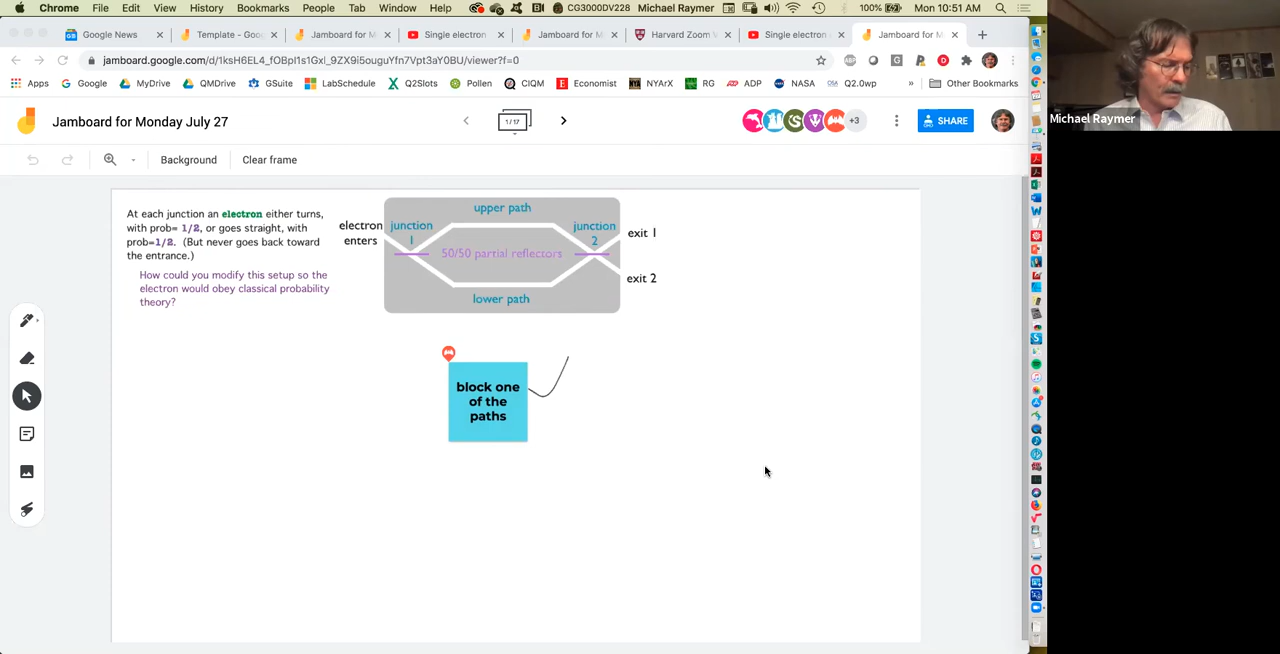 Chrome File Edit View History Bookmarks People Tab Window Help CG3000DV228 Michael Raymer 100% Mon 10:51 AM
Google News Template - Goo Jamboard for M Single electron Jamboard for M Harvard Zoom Single electron Jamboard for M
jamboard.google.com/d/1ksH6EL4_fOBpI1s1GxI_9ZX9i5ouguYfn7Vpt3aY0BU/viewer?f=0
Apps Google MyDrive QMDrive GSuite LabSchedule Q2Slots Pollen CIQM Economist NYArX RG ADP NASA Q2.0wp » Other Bookmarks
Michael Raymer
Jamboard for Monday July 27
1/17
+3
SHARE
Background Clear frame
At each junction an electron either turns,
with prob= 1/2, or goes straight, with
prob=1/2. (But never goes back toward
the entrance.)
How could you modify this setup so the
electron would obey classical probability
theory?
electron
enters
upper path
junction
1
junction
2
50/50 partial reflectors
lower path
exit 1
exit 2
block one
of the
paths